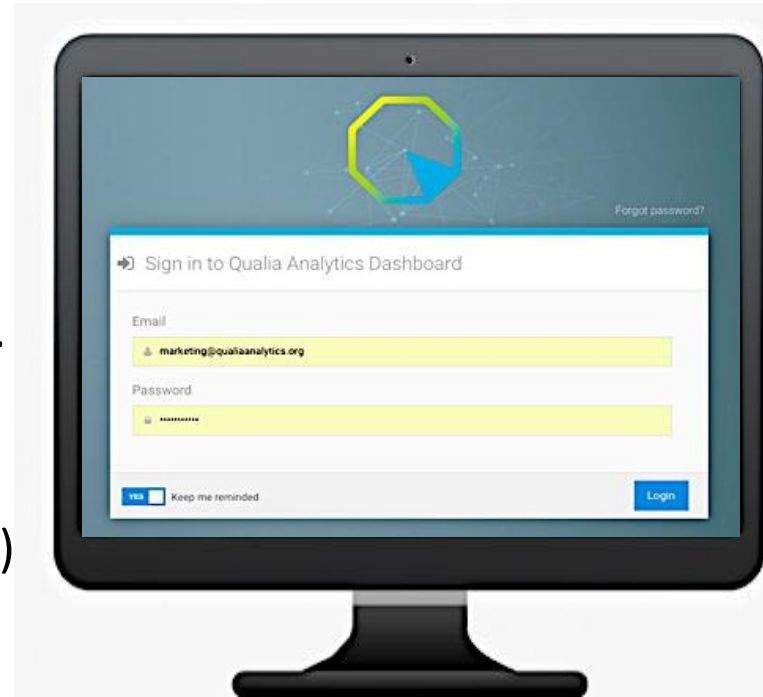 Forgot password?
Sign in to Qualia Analytics Dashboard
Email
marketing@qualiaanalytics.org
Password
•••••••••••
YES Keep me reminded Login
.
)